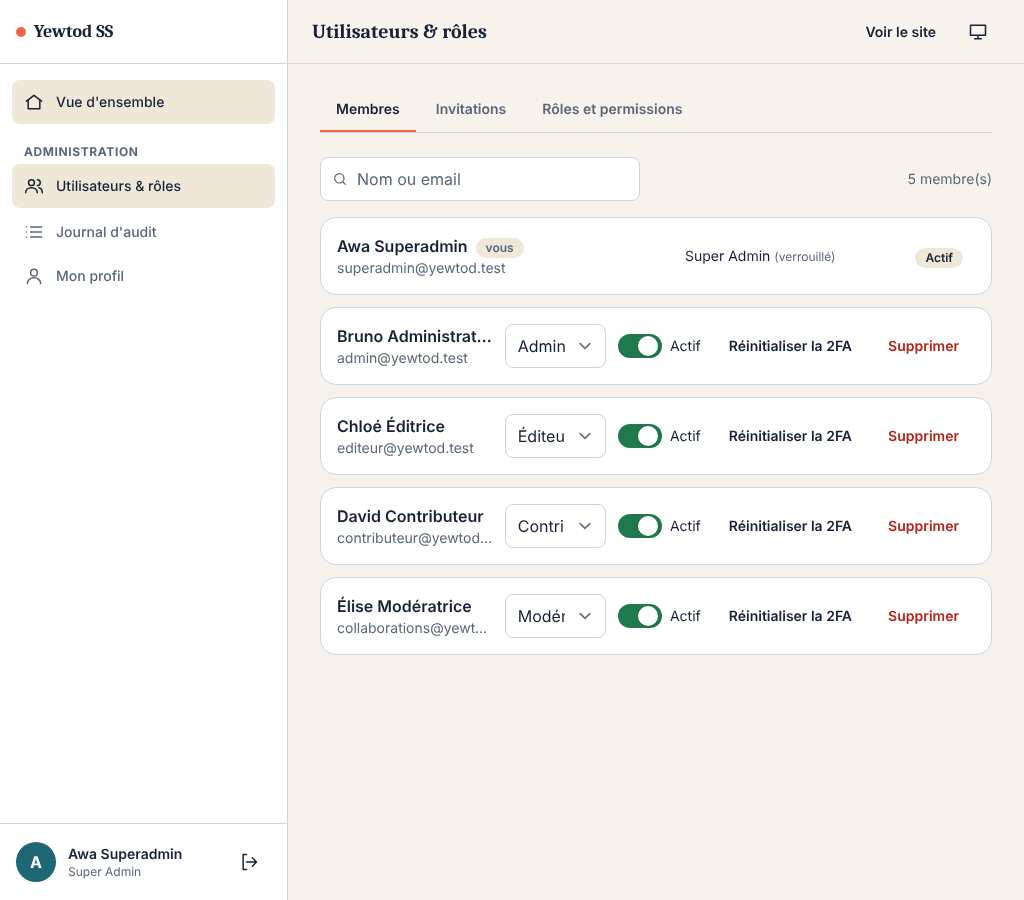 Yewtod SS
Utilisateurs & rôles
Voir le site
Vue d'ensemble
ADMINISTRATION
Utilisateurs & rôles
Journal d'audit
Mon profil
Membres
Invitations
Rôles et permissions
Nom ou email
5 membre(s)
Awa Superadmin vous
superadmin@yewtod.test
Super Admin (verrouillé)
Actif
Bruno Administrat...
admin@yewtod.test
Admin
Actif
Réinitialiser la 2FA
Supprimer
Chloé Éditrice
editeur@yewtod.test
Éditeu
Actif
Réinitialiser la 2FA
Supprimer
David Contributeur
contributeur@yewtod...
Contri
Actif
Réinitialiser la 2FA
Supprimer
Élise Modératrice
collaborations@yewt...
Modér
Actif
Réinitialiser la 2FA
Supprimer
A
Awa Superadmin
Super Admin